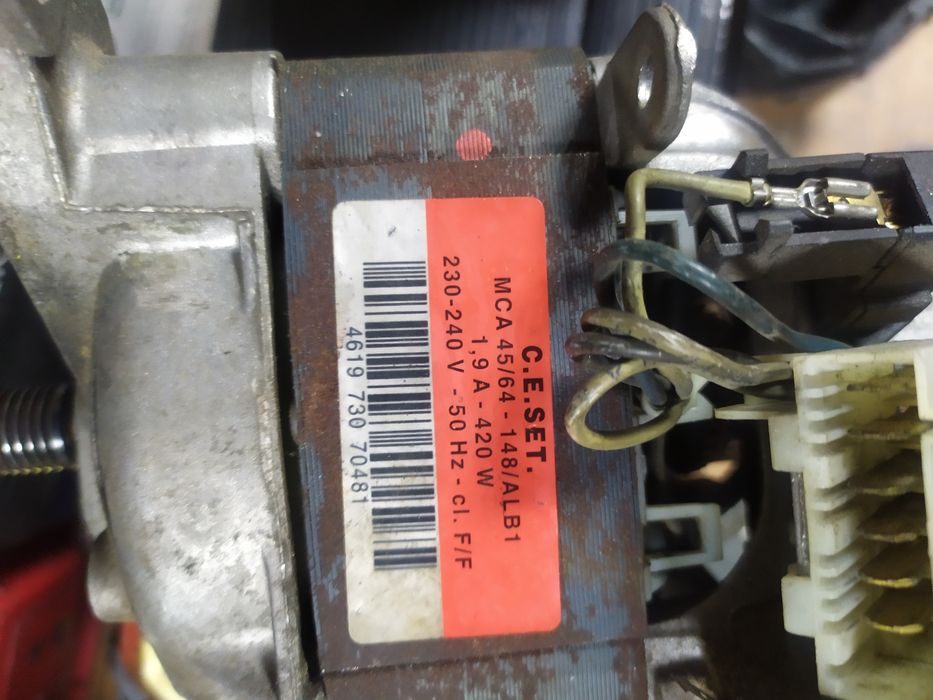 C.E.SET.
MCA 45/64 - 148/ALB1
1,9 A - 420 W
230-240 V - 50 Hz - cl. F/F
4619 730 70481